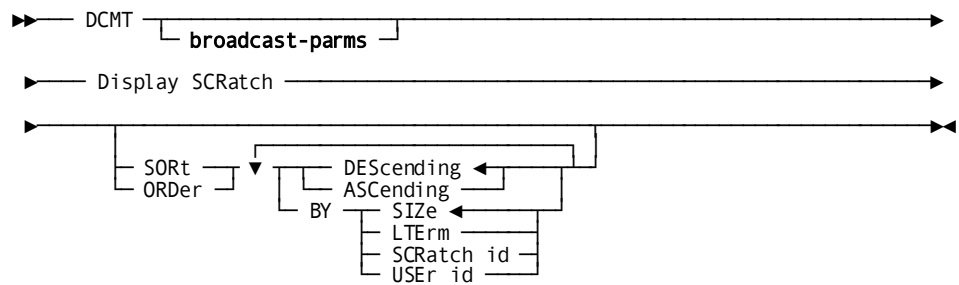 DCMT
broadcast-parms
Display SCRatch
SORt DEScending
ORDer ASCending
BY SIZe
LTErm
SCRatch id
USEr id